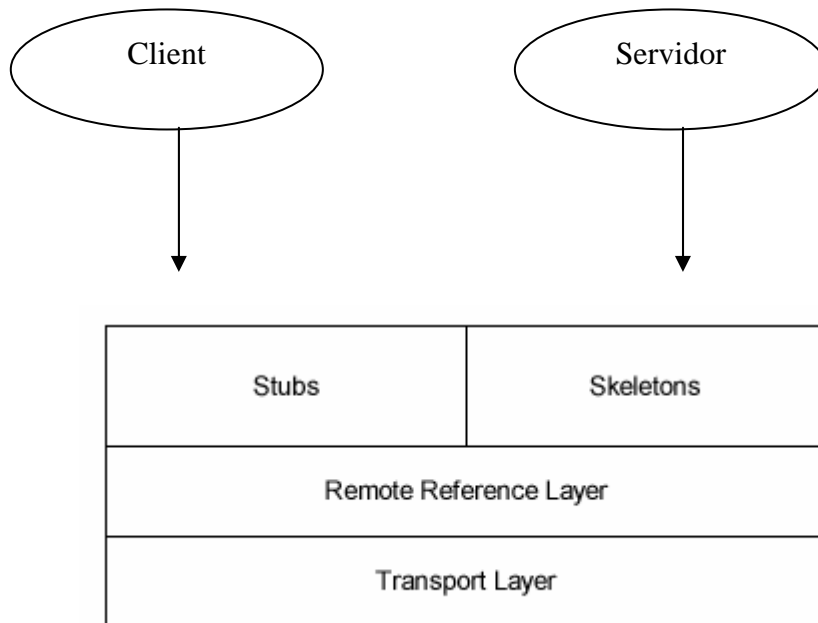 Client
Servidor
Stubs
Skeletons
Remote Reference Layer
Transport Layer